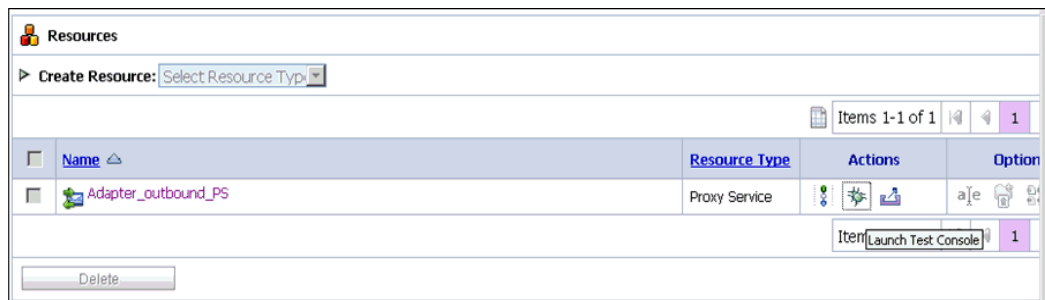 Resources
Create Resource: Select Resource Typ
Items 1-1 of 1 1
Name Resource Type Actions Option
Adapter_outbound_PS Proxy Service a e
Item Launch Test Console 1
Delete